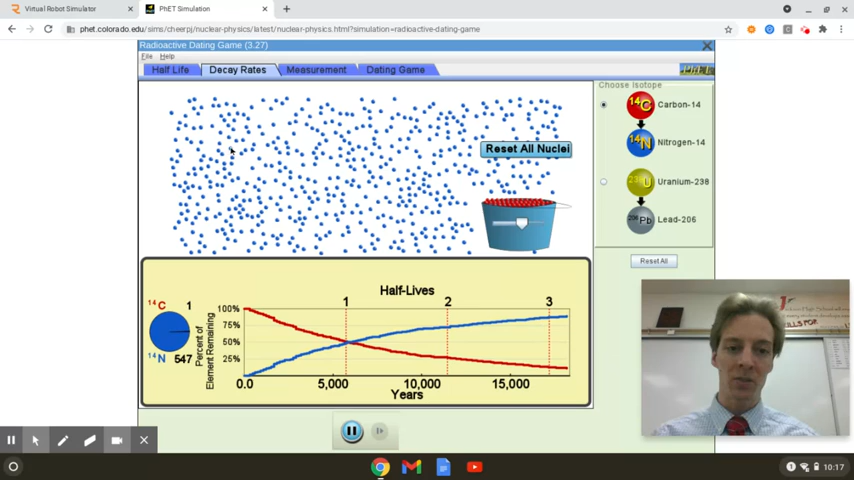 Virtual Robot Simulator
PhET Simulation
phet.colorado.edu/sims/cheerpj/nuclear-physics/latest/nuclear-physics.html?simulation=radioactive-dating-game
Radioactive Dating Game (3.27)
File Help
Half Life
Decay Rates
Measurement
Dating Game
Choose Isotope
14C Carbon-14
14N Nitrogen-14
238U Uranium-238
206Pb Lead-206
Reset All Nuclei
Reset All
Half-Lives
1 2 3
14C 1
14N 547
Percent of
Element Remaining
100%
75%
50%
25%
0.0 5,000 10,000 15,000
Years
10:17